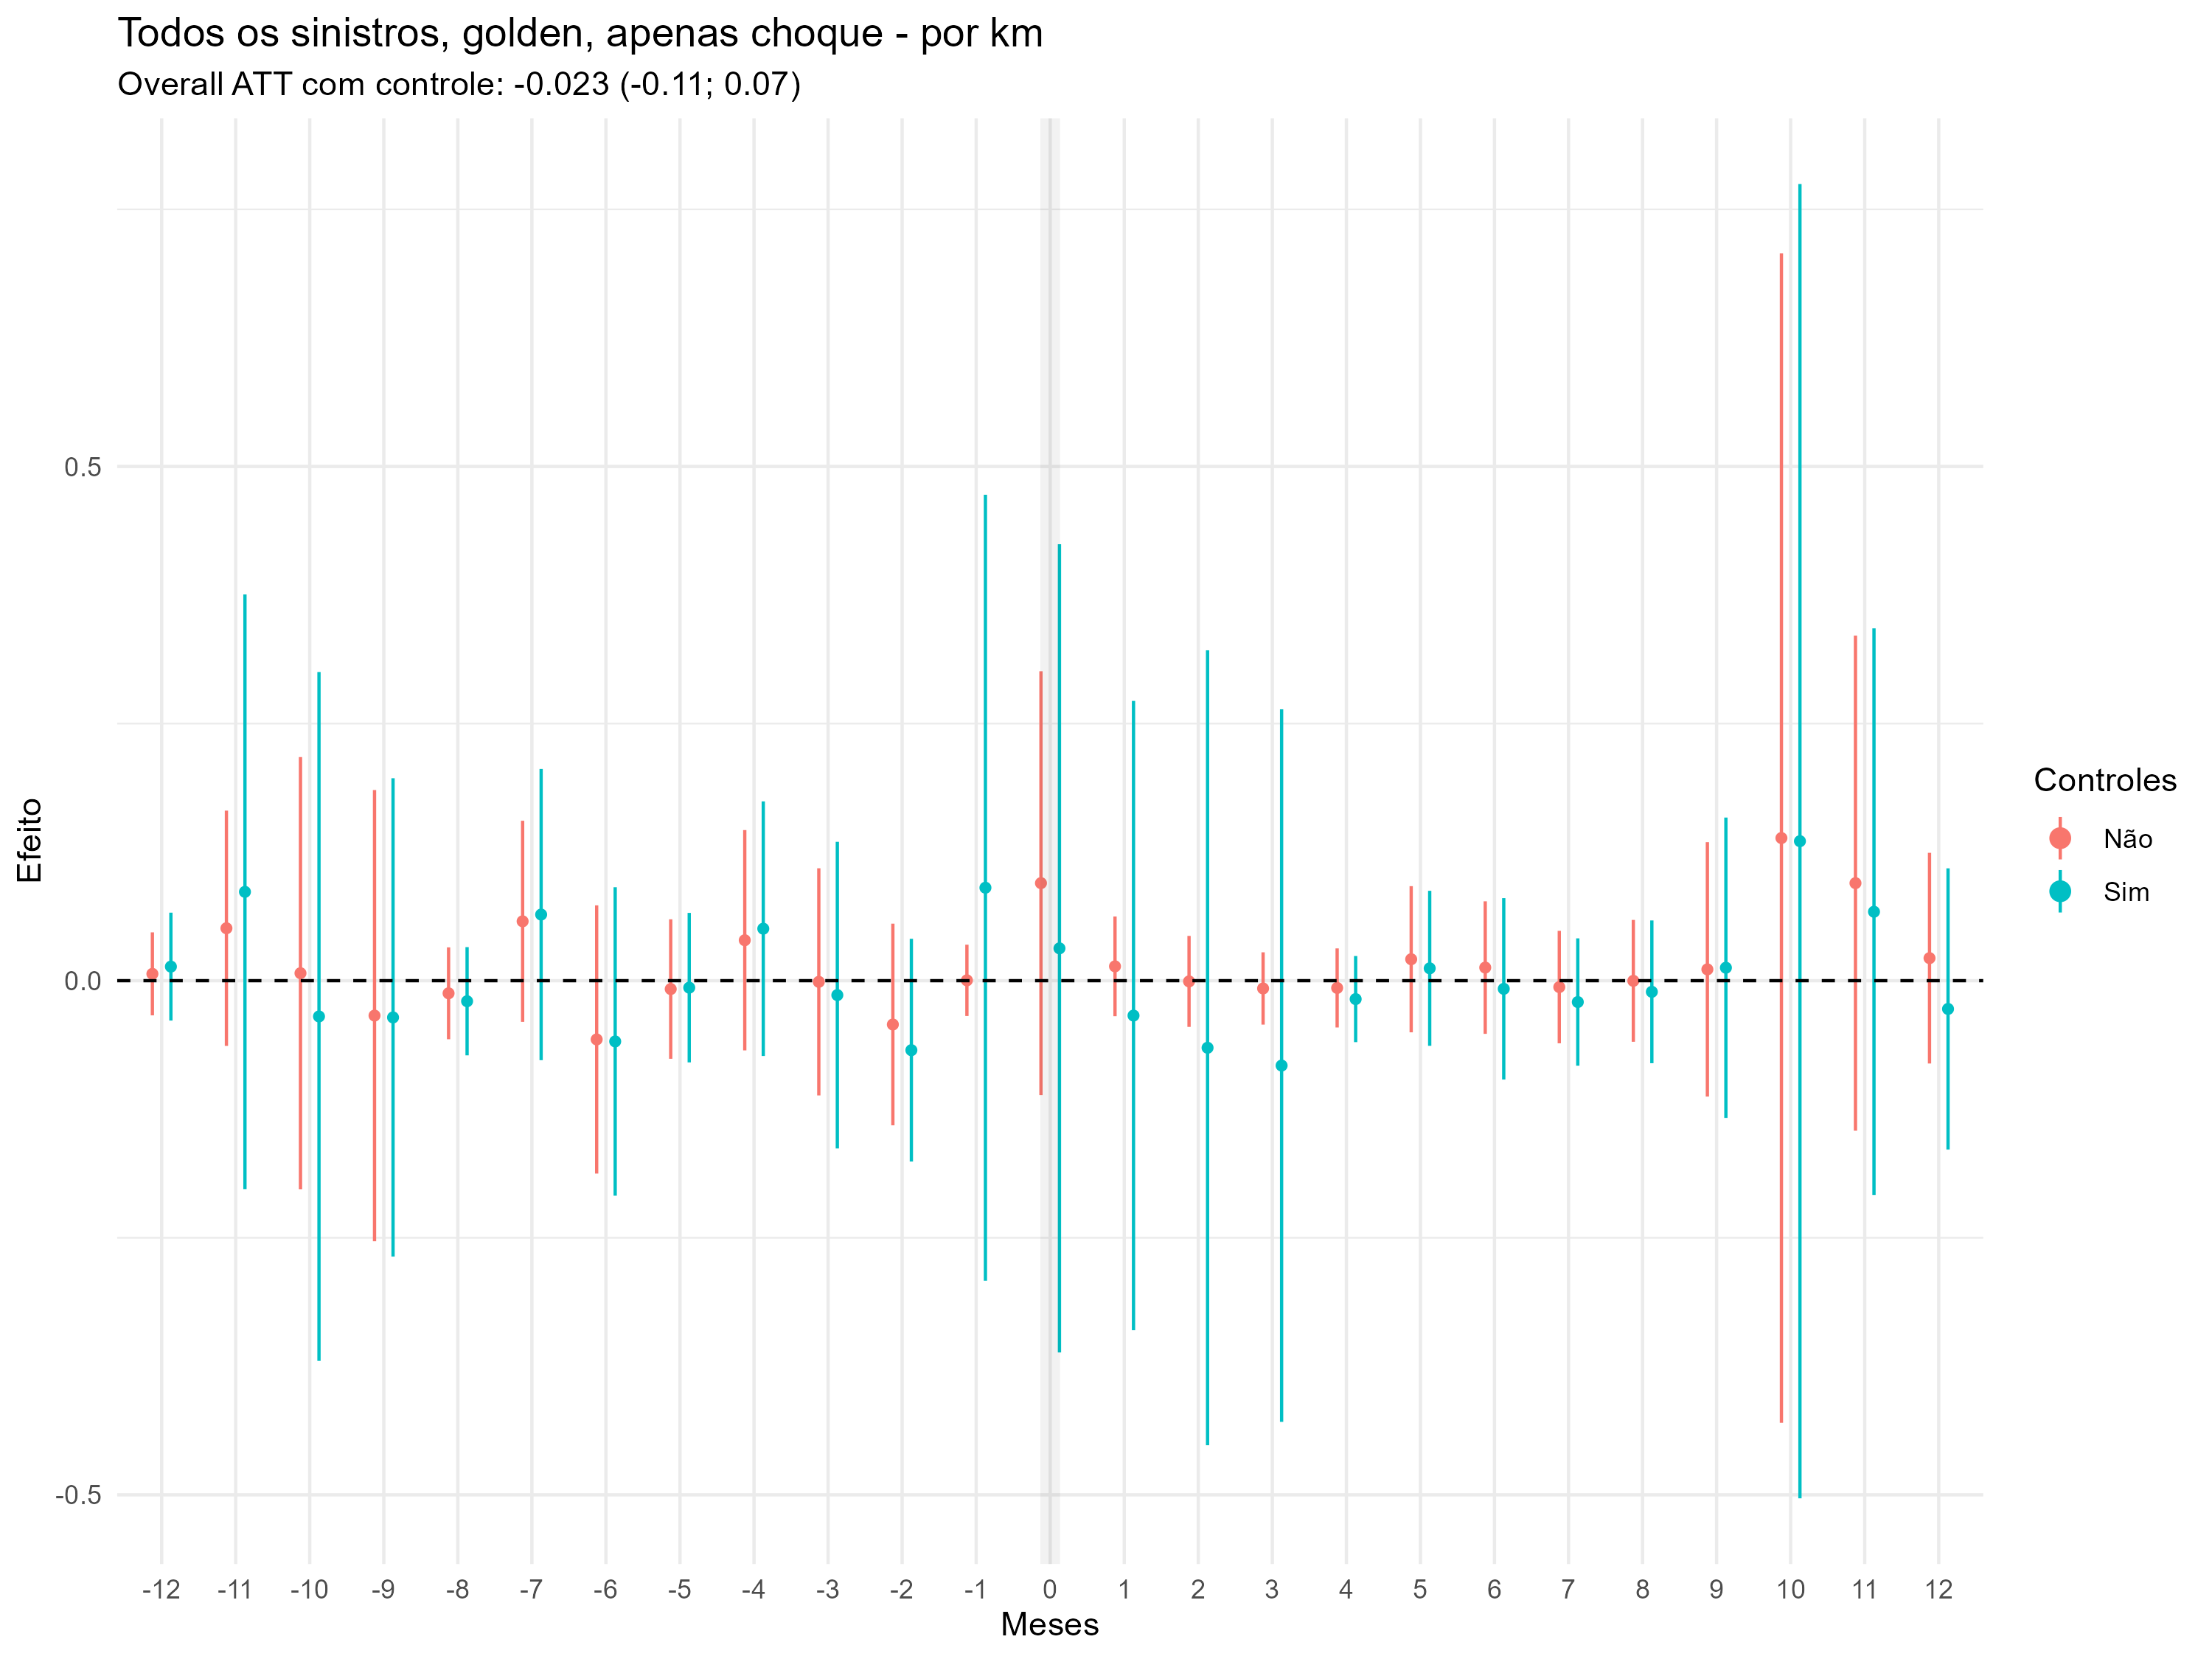 Todos os sinistros, golden, apenas choque - por km
Overall ATT com controle: -0.023 (-0.11; 0.07)
Efeito
0.5
0.0
-0.5
-12 -11 -10 -9 -8 -7 -6 -5 -4 -3 -2 -1 0 1 2 3 4 5 6 7 8 9 10 11 12
Meses
Controles
Não
Sim